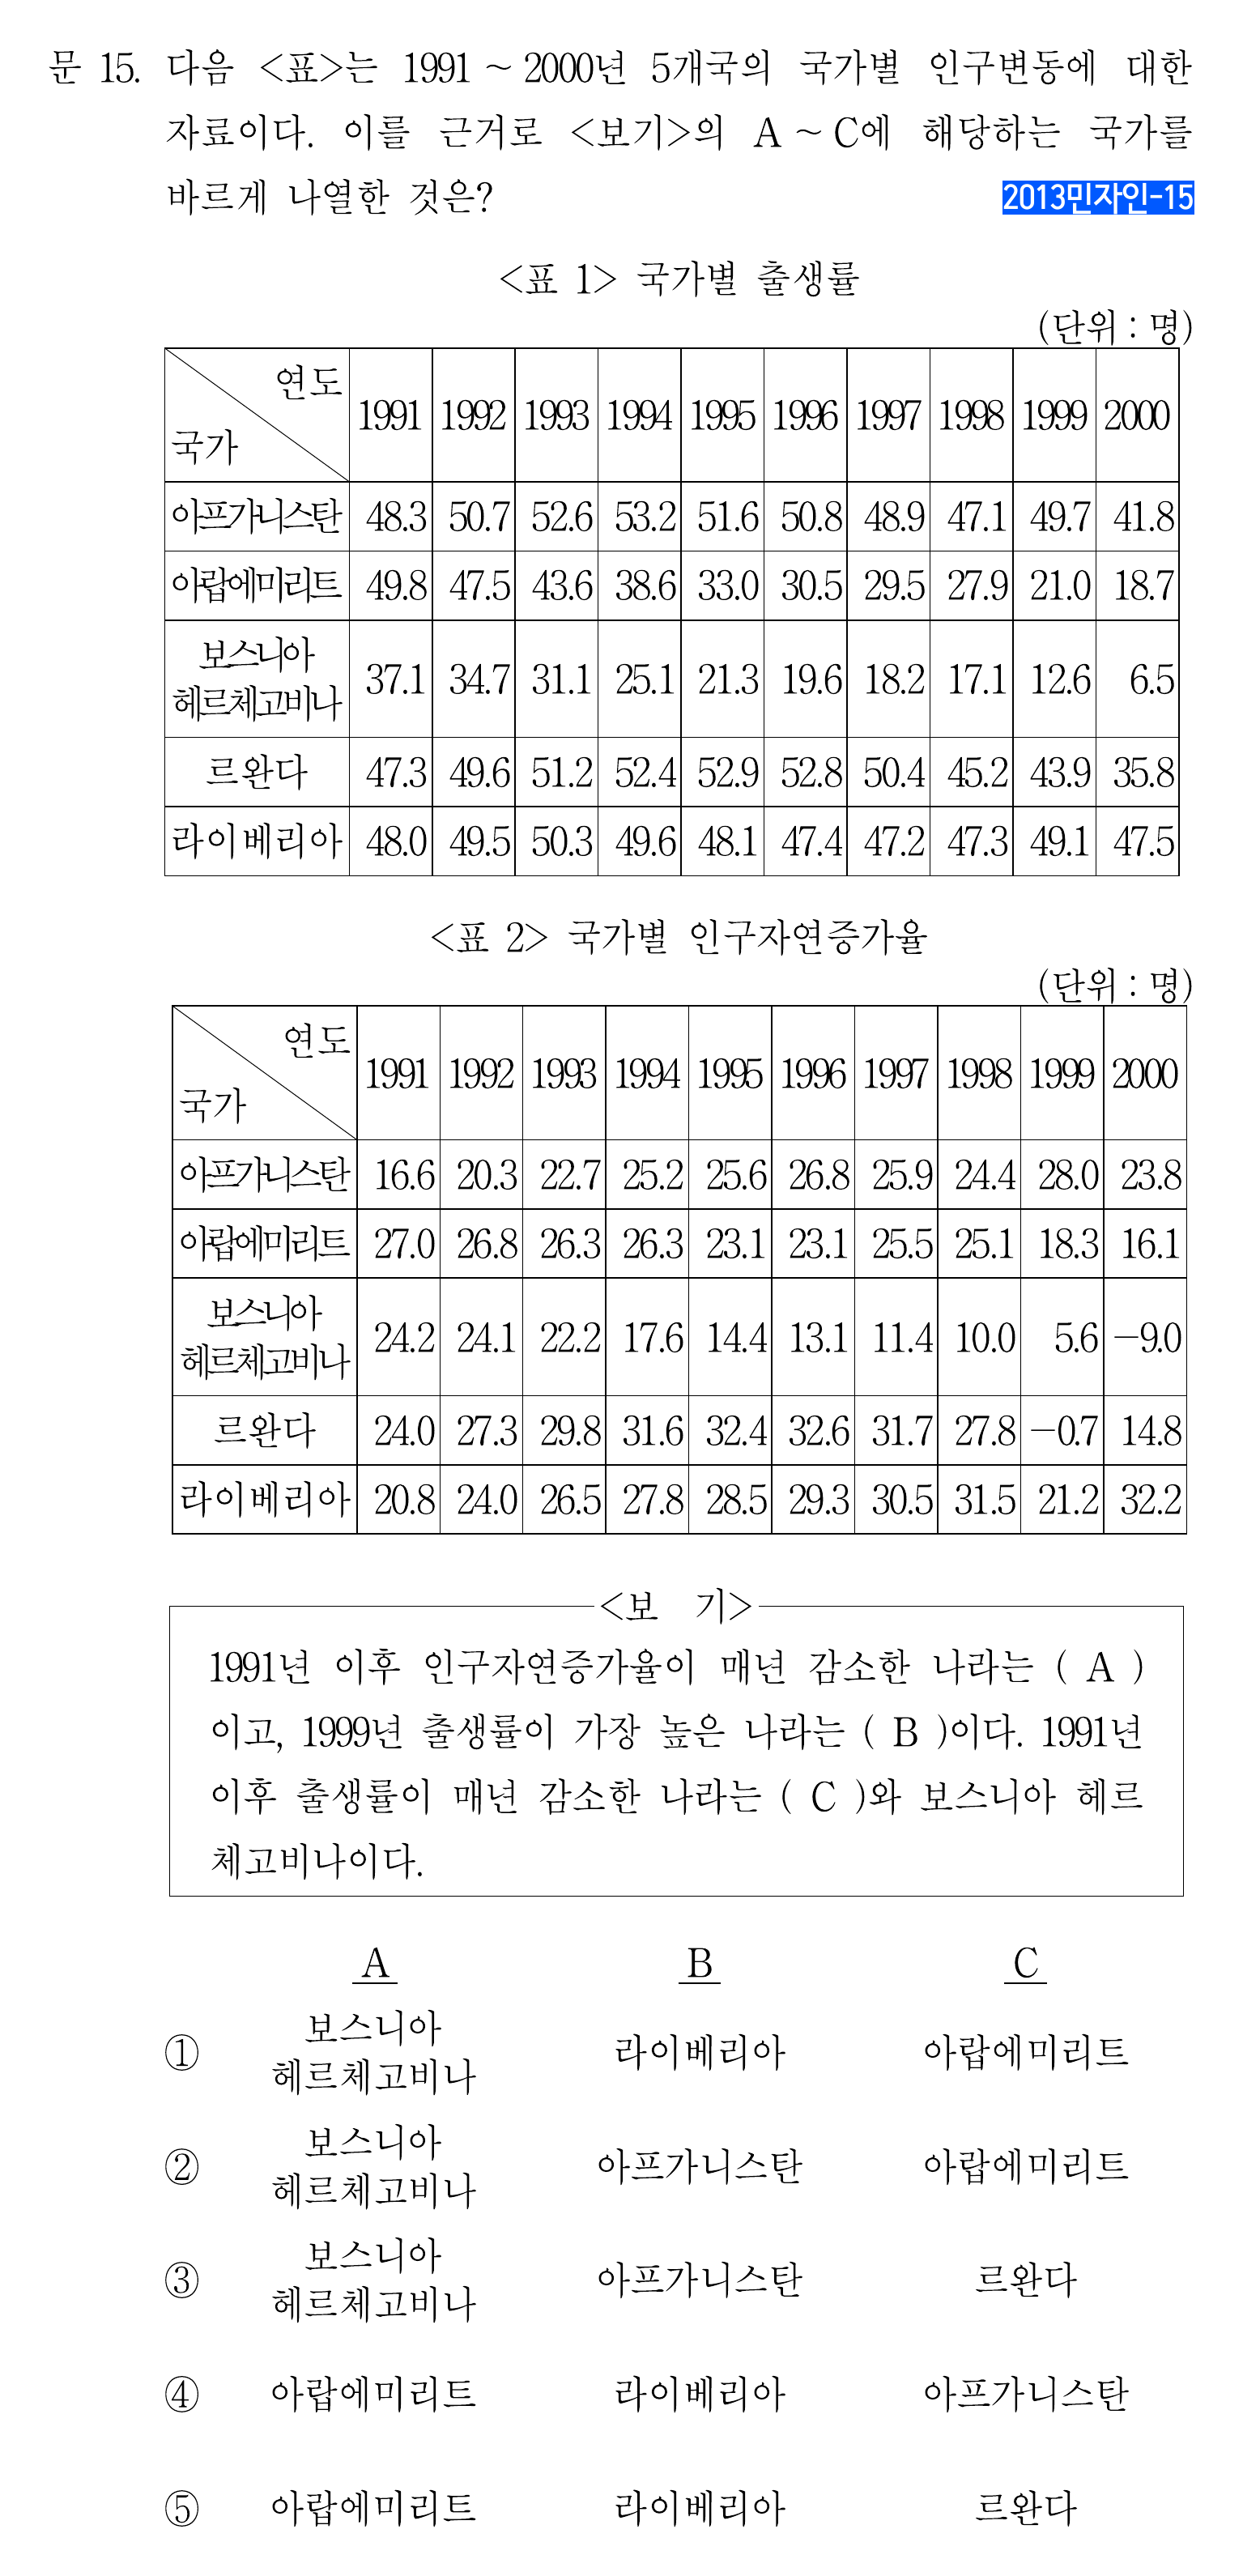 문 15. 다음 <표>는 1991 ~ 2000년 5개국의 국가별 인구변동에 대한
자료이다. 이를 근거로 <보기>의 A ~ C에 해당하는 국가를
바르게 나열한 것은?
2013민자인-15
<표 1> 국가별 출생률
(단위 : 명)
연도
국가 1991 1992 1993 1994 1995 1996 1997 1998 1999 2000
아프가니스탄 48.3 50.7 52.6 53.2 51.6 50.8 48.9 47.1 49.7 41.8
아랍에미리트 49.8 47.5 43.6 38.6 33.0 30.5 29.5 27.9 21.0 18.7
보스니아
헤르체고비나 37.1 34.7 31.1 25.1 21.3 19.6 18.2 17.1 12.6 6.5
르완다 47.3 49.6 51.2 52.4 52.9 52.8 50.4 45.2 43.9 35.8
라이베리아 48.0 49.5 50.3 49.6 48.1 47.4 47.2 47.3 49.1 47.5
<표 2> 국가별 인구자연증가율
(단위 : 명)
연도
국가 1991 1992 1993 1994 1995 1996 1997 1998 1999 2000
아프가니스탄 16.6 20.3 22.7 25.2 25.6 26.8 25.9 24.4 28.0 23.8
아랍에미리트 27.0 26.8 26.3 26.3 23.1 23.1 25.5 25.1 18.3 16.1
보스니아
헤르체고비나 24.2 24.1 22.2 17.6 14.4 13.1 11.4 10.0 5.6 −9.0
르완다 24.0 27.3 29.8 31.6 32.4 32.6 31.7 27.8 −0.7 14.8
라이베리아 20.8 24.0 26.5 27.8 28.5 29.3 30.5 31.5 21.2 32.2
<보 기>
1991년 이후 인구자연증가율이 매년 감소한 나라는 ( A )
이고, 1999년 출생률이 가장 높은 나라는 ( B )이다. 1991년
이후 출생률이 매년 감소한 나라는 ( C )와 보스니아 헤르
체고비나이다.
A B C
① 보스니아
헤르체고비나 라이베리아 아랍에미리트
② 보스니아
헤르체고비나 아프가니스탄 아랍에미리트
③ 보스니아
헤르체고비나 아프가니스탄 르완다
④ 아랍에미리트 라이베리아 아프가니스탄
⑤ 아랍에미리트 라이베리아 르완다